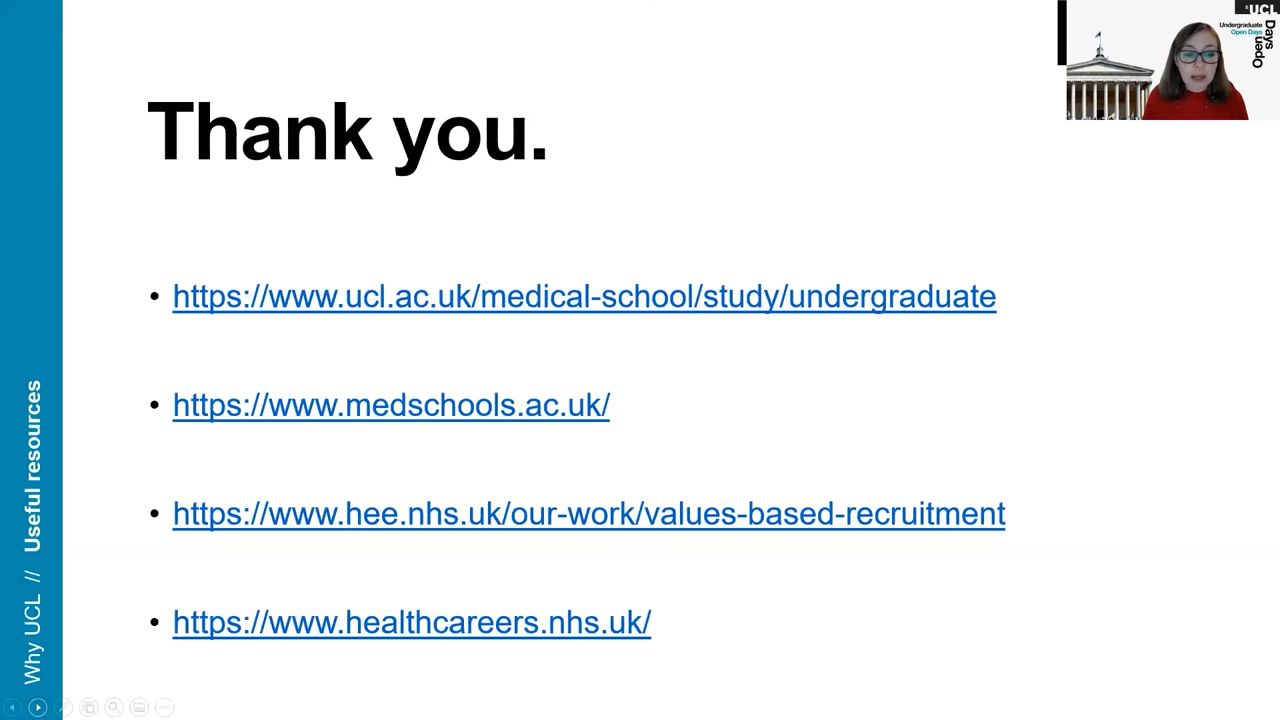 Thank you.
• https://www.ucl.ac.uk/medical-school/study/undergraduate
• https://www.medschools.ac.uk/
• https://www.hee.nhs.uk/our-work/values-based-recruitment
• https://www.healthcareers.nhs.uk/
Why UCL // Useful resources
UCL
Undergraduate
Open Days
Open
Days